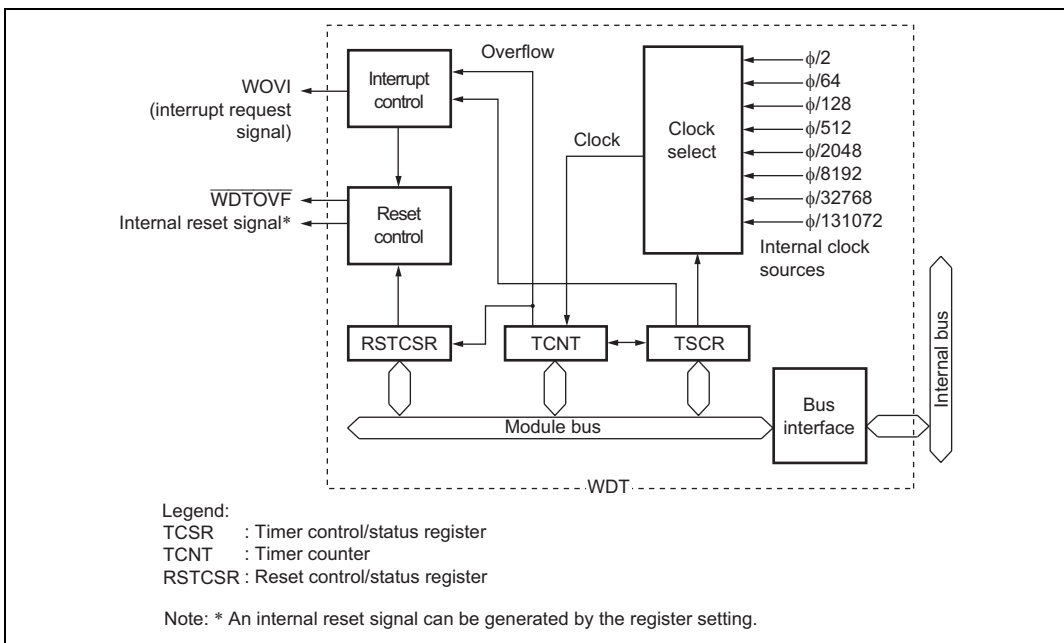 Overflow
WOVI
(interrupt request
signal)
Interrupt
control
φ/2
φ/64
φ/128
φ/512
φ/2048
φ/8192
φ/32768
φ/131072
Clock
Clock
select
WDTOVF
Internal reset signal*
Reset
control
Internal clock
sources
RSTCSR
TCNT
TSCR
Module bus
Bus
interface
Internal bus
WDT
Legend:
TCSR : Timer control/status register
TCNT : Timer counter
RSTCSR : Reset control/status register
Note: * An internal reset signal can be generated by the register setting.